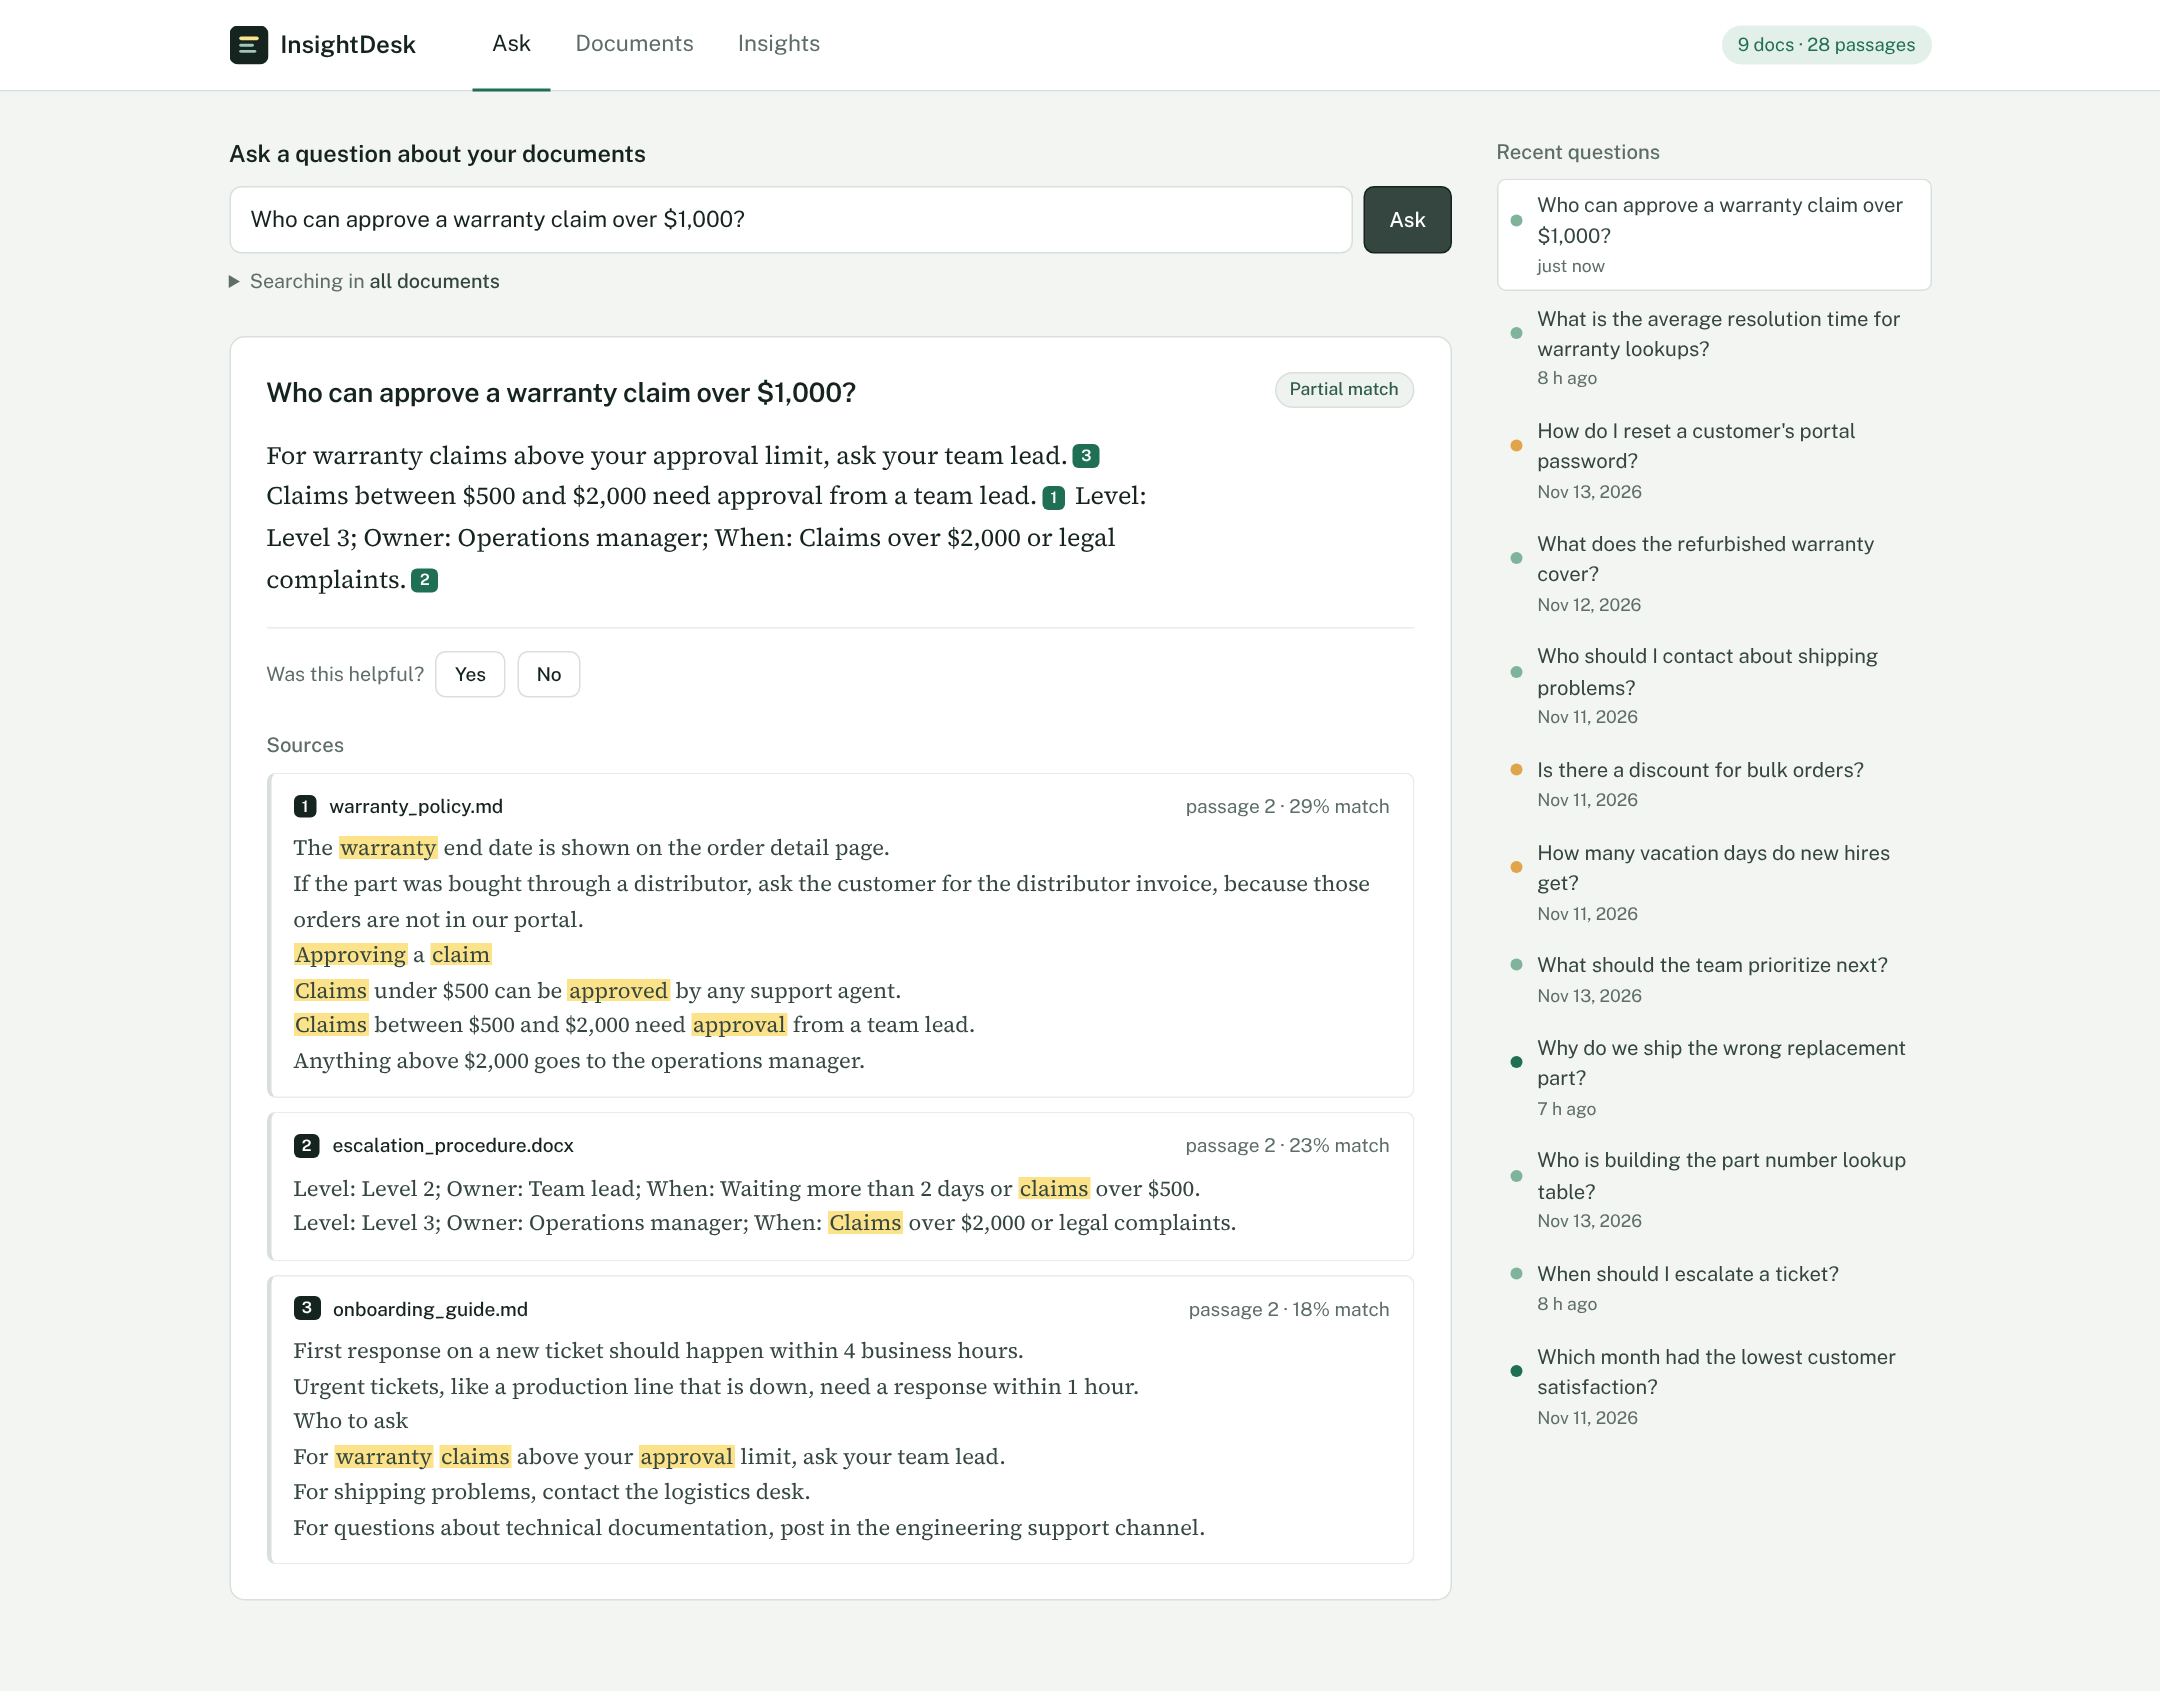 InsightDesk
Ask
Documents
Insights
9 docs · 28 passages
Ask a question about your documents
Who can approve a warranty claim over $1,000?
Ask
Searching in all documents
Who can approve a warranty claim over $1,000?
Partial match
For warranty claims above your approval limit, ask your team lead. 3
Claims between $500 and $2,000 need approval from a team lead. 1 Level:
Level 3; Owner: Operations manager; When: Claims over $2,000 or legal
complaints. 2
Was this helpful?
Yes
No
Sources
1 warranty_policy.md
passage 2 · 29% match
The warranty end date is shown on the order detail page.
If the part was bought through a distributor, ask the customer for the distributor invoice, because those
orders are not in our portal.
Approving a claim
Claims under $500 can be approved by any support agent.
Claims between $500 and $2,000 need approval from a team lead.
Anything above $2,000 goes to the operations manager.
2 escalation_procedure.docx
passage 2 · 23% match
Level: Level 2; Owner: Team lead; When: Waiting more than 2 days or claims over $500.
Level: Level 3; Owner: Operations manager; When: Claims over $2,000 or legal complaints.
3 onboarding_guide.md
passage 2 · 18% match
First response on a new ticket should happen within 4 business hours.
Urgent tickets, like a production line that is down, need a response within 1 hour.
Who to ask
For warranty claims above your approval limit, ask your team lead.
For shipping problems, contact the logistics desk.
For questions about technical documentation, post in the engineering support channel.
Recent questions
Who can approve a warranty claim over
$1,000?
just now
What is the average resolution time for
warranty lookups?
8 h ago
How do I reset a customer's portal
password?
Nov 13, 2026
What does the refurbished warranty
cover?
Nov 12, 2026
Who should I contact about shipping
problems?
Nov 11, 2026
Is there a discount for bulk orders?
Nov 11, 2026
How many vacation days do new hires
get?
Nov 11, 2026
What should the team prioritize next?
Nov 13, 2026
Why do we ship the wrong replacement
part?
7 h ago
Who is building the part number lookup
table?
Nov 13, 2026
When should I escalate a ticket?
8 h ago
Which month had the lowest customer
satisfaction?
Nov 11, 2026